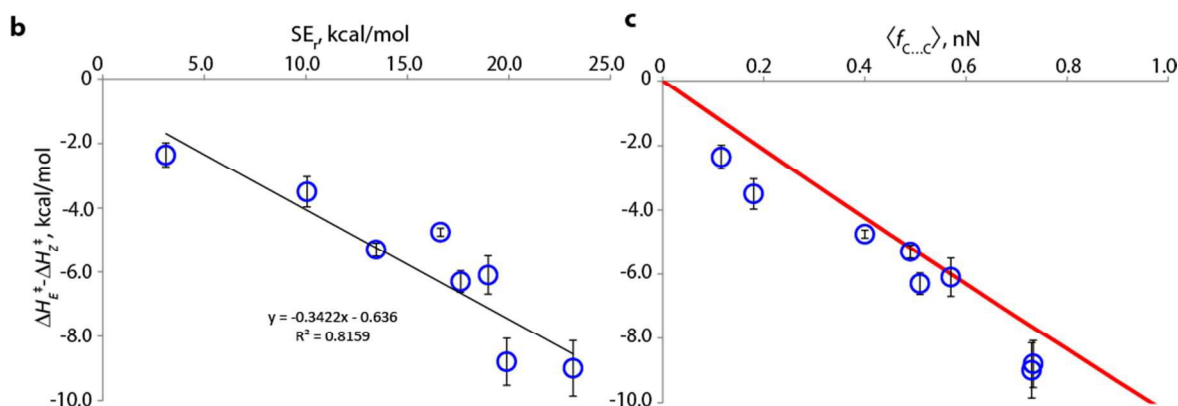 b
SE_r, kcal/mol
0 5.0 10.0 15.0 20.0 25.0
0
-2.0
-4.0
-6.0
-8.0
-10.0
ΔH_E‡-ΔH_Z‡, kcal/mol
y = -0.3422x - 0.636
R² = 0.8159
c
⟨f_C...C⟩, nN
0 0.2 0.4 0.6 0.8 1.0
0
-2.0
-4.0
-6.0
-8.0
-10.0